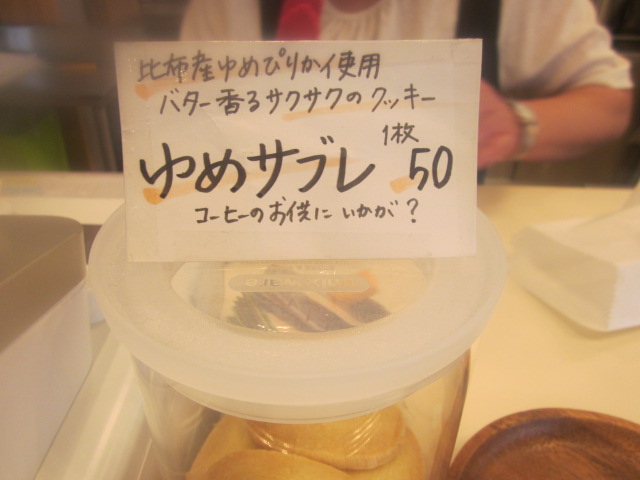 比布産ゆめぴりか使用
バター香るサクサクのクッキー
ゆめサブレ 1枚 50
コーヒーのお供に いかが?